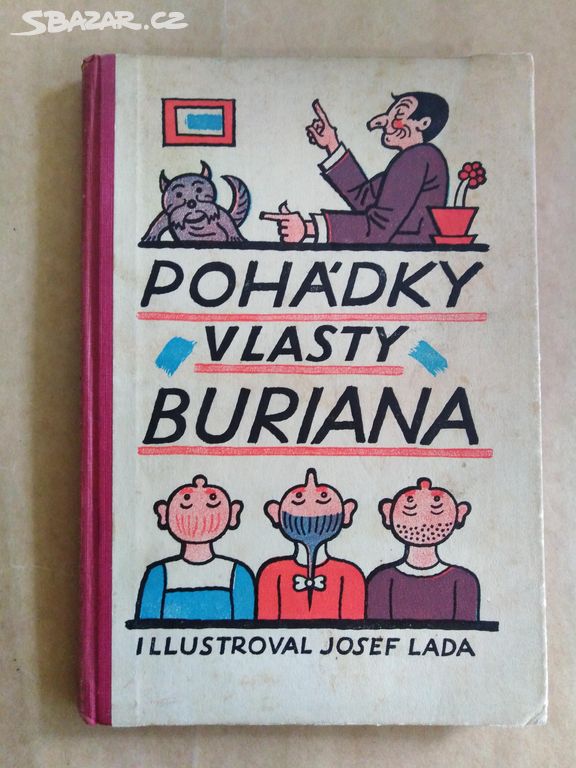 SBAZAR.CZ
POHÁDKY
VLASTY
BURIANA
ILLUSTROVAL JOSEF LADA